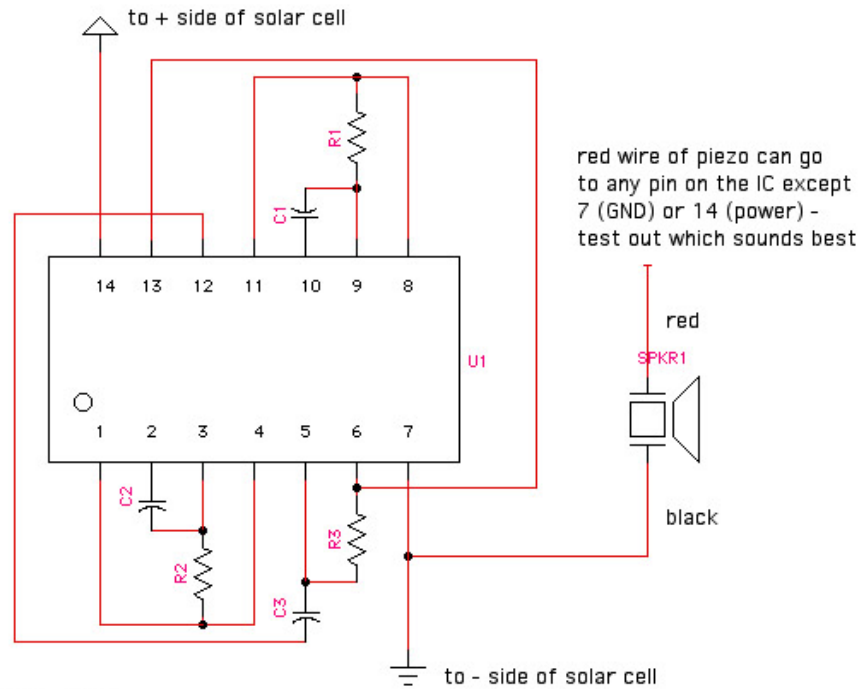 to + side of solar cell
R1
C1
red wire of piezo can go
to any pin on the IC except
7 (GND) or 14 (power) -
test out which sounds best
14 13 12 11 10 9 8
red
SPKR1
U1
1 2 3 4 5 6 7
C2
R2
R3
C3
black
to - side of solar cell